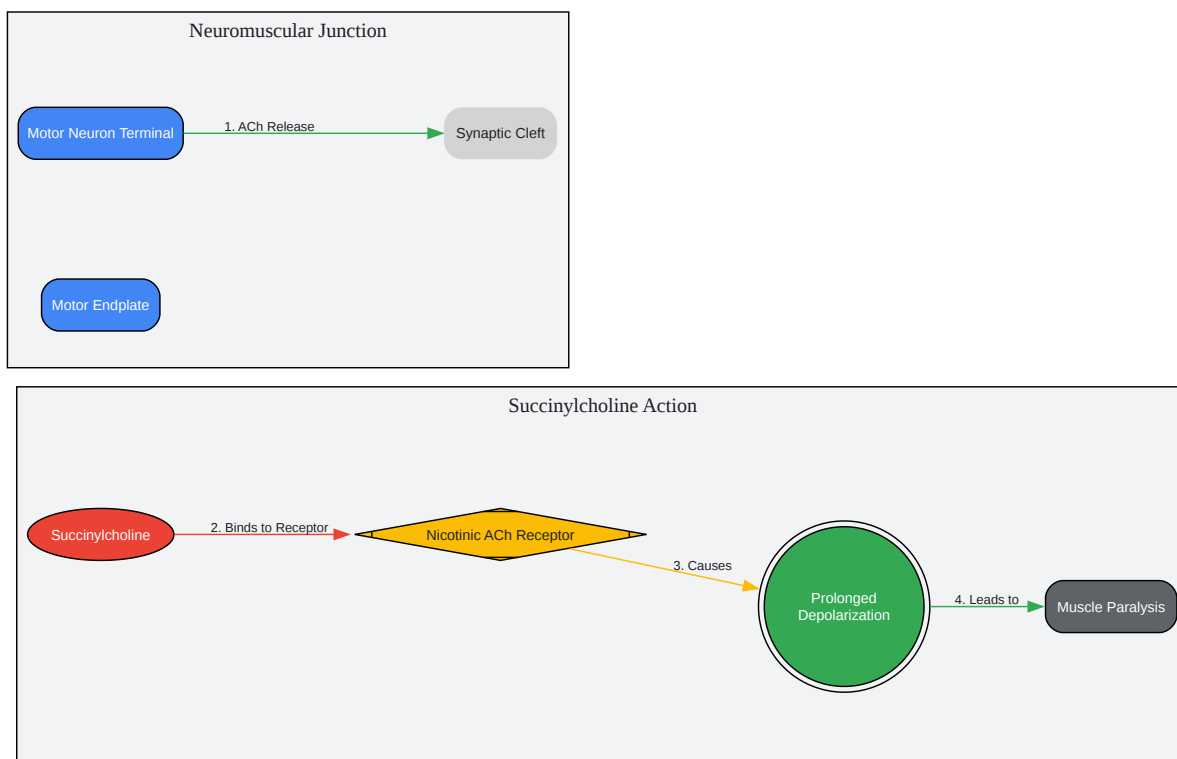 Neuromuscular Junction
Motor Neuron Terminal
1. ACh Release
Synaptic Cleft
Motor Endplate
Succinylcholine Action
Succinylcholine
2. Binds to Receptor
Nicotinic ACh Receptor
3. Causes
Prolonged
Depolarization
4. Leads to
Muscle Paralysis